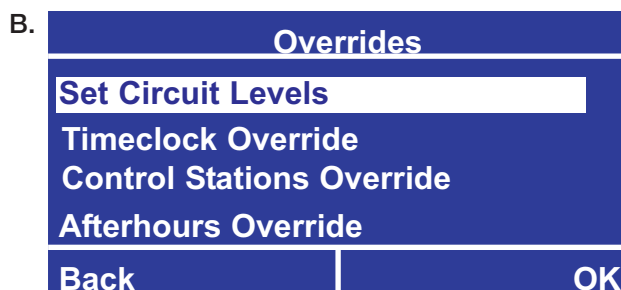 B.
Overrides
Set Circuit Levels
Timeclock Override
Control Stations Override
Afterhours Override
Back OK